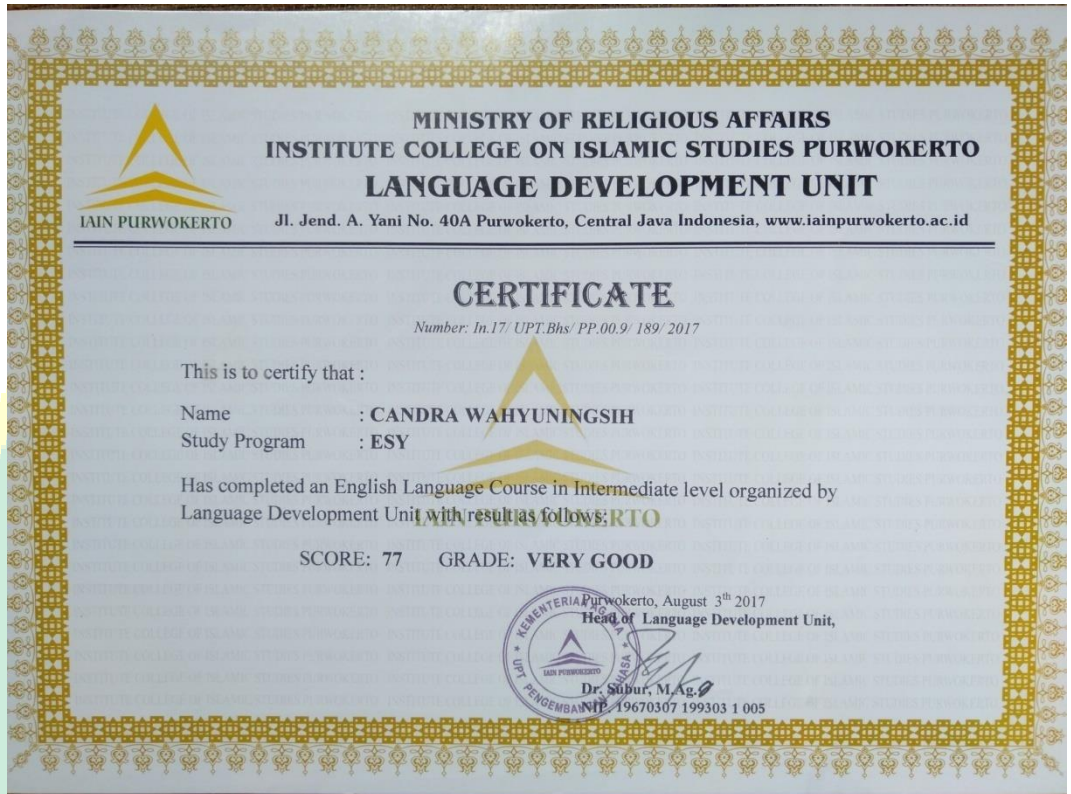 MINISTRY OF RELIGIOUS AFFAIRS
INSTITUTE COLLEGE ON ISLAMIC STUDIES PURWOKERTO
LANGUAGE DEVELOPMENT UNIT
IAIN PURWOKERTO
Jl. Jend. A. Yani No. 40A Purwokerto, Central Java Indonesia, www.iainpurwokerto.ac.id
CERTIFICATE
Number: In.17/ UPT.Bhs/ PP.00.9/ 189/ 2017
This is to certify that :
Name : CANDRA WAHYUNINGSIH
Study Program : ESY
Has completed an English Language Course in Intermediate level organized by
Language Development Unit with result as follows:
IAIN PURWOKERTO
SCORE: 77 GRADE: VERY GOOD
Purwokerto, August 3th 2017
Head of Language Development Unit,
KEMENTERIAN AGAMA
IAIN PURWOKERTO
UPT PENGEMBANGAN BAHASA
Dr. Subur, M.Ag.
NIP 19670307 199303 1 005